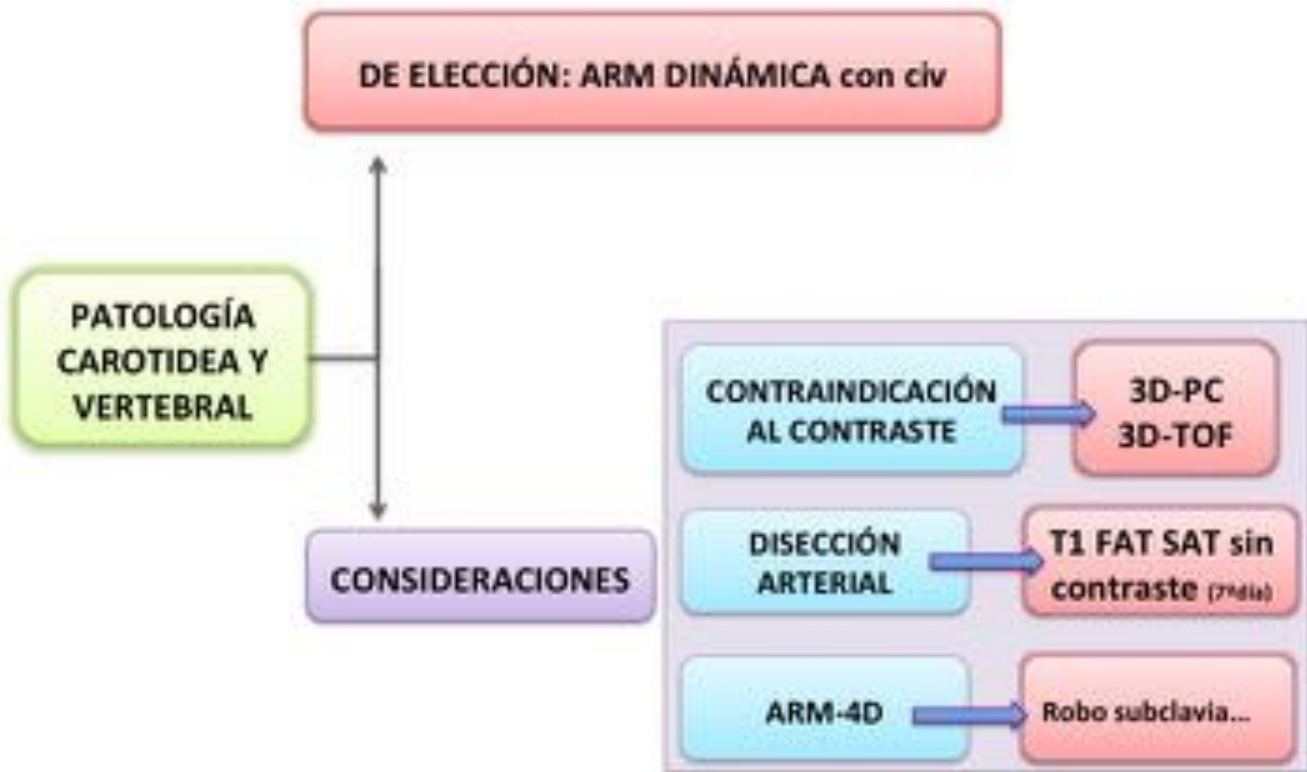 DE ELECCIÓN: ARM DINÁMICA con civ
PATOLOGÍA
CAROTIDEA Y
VERTEBRAL
CONSIDERACIONES
CONTRAINDICACIÓN
AL CONTRASTE
3D-PC
3D-TOF
DISECCIÓN
ARTERIAL
T1 FAT SAT sin
contraste (7ºdía)
ARM-4D
Robo subclavia...